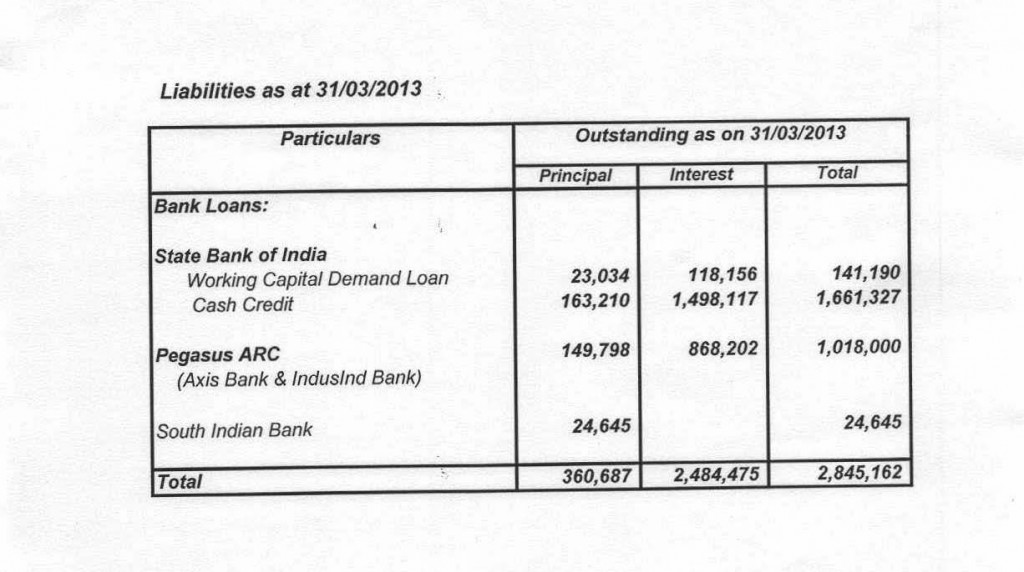 Liabilities as at 31/03/2013
Particulars Outstanding as on 31/03/2013
Principal Interest Total
Bank Loans:
State Bank of India
Working Capital Demand Loan 23,034 118,156 141,190
Cash Credit 163,210 1,498,117 1,661,327
Pegasus ARC 149,798 868,202 1,018,000
(Axis Bank & IndusInd Bank)
South Indian Bank 24,645 24,645
Total 360,687 2,484,475 2,845,162